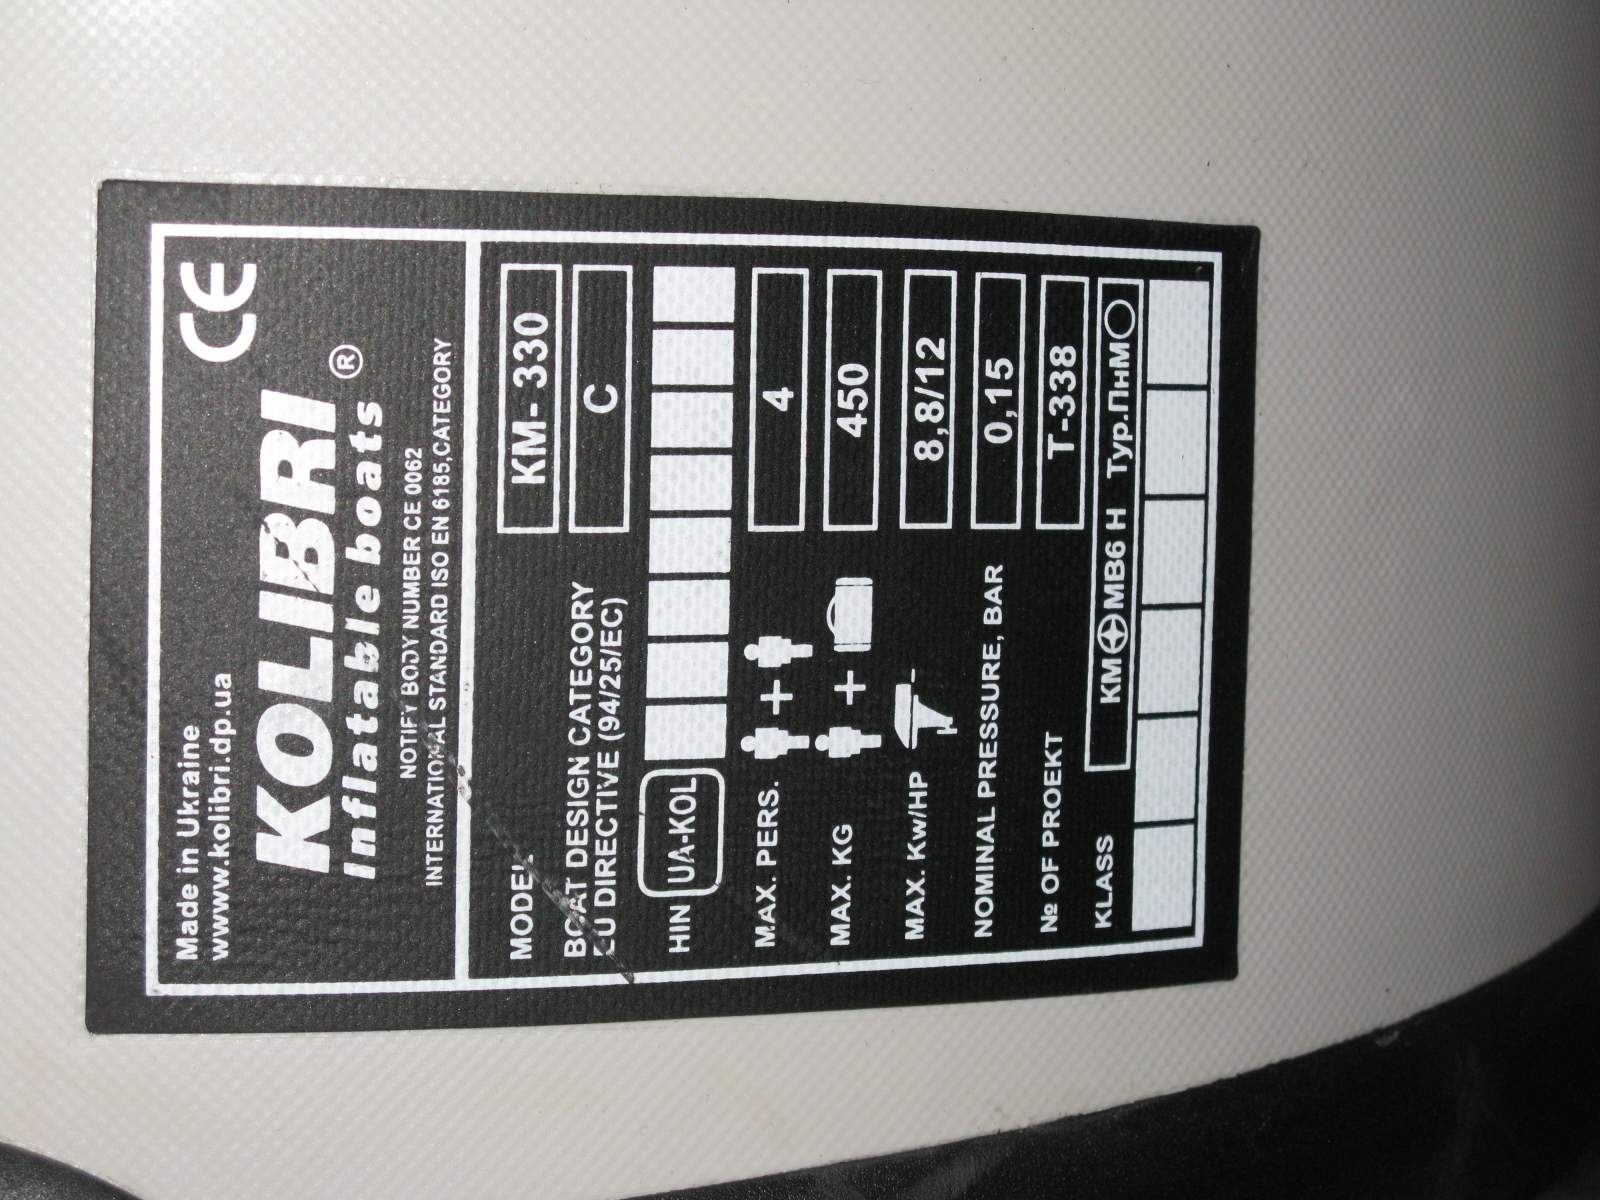 Made in Ukraine
www.kolibri.dp.ua
CE
KOLIBRI ®
Inflatable boats
NOTIFY BODY NUMBER CE 0062
INTERNATIONAL STANDARD ISO EN 6185,CATEGORY
MODEL KM- 330
BOAT DESIGN CATEGORY
EU DIRECTIVE (94/25/EC) C
HIN UA-KOL
MAX. PERS. + 4
MAX. KG + 450
MAX. Kw/HP 8,8/12
NOMINAL PRESSURE, BAR 0,15
№ OF PROEKT T-338
KLASS КМ МВ6 Н Тур.ПнМ